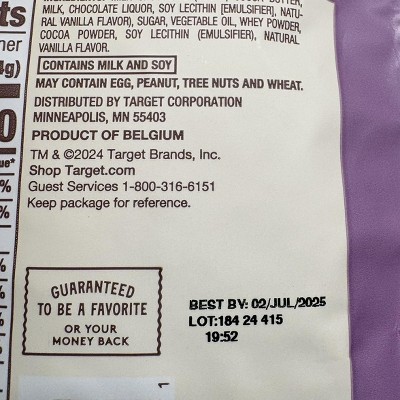 ts
MILK, CHOCOLATE LIQUOR, SOY LECITHIN [EMULSIFIER], NATU-
RAL VANILLA FLAVOR), SUGAR, VEGETABLE OIL, WHEY POWDER,
COCOA POWDER, SOY LECITHIN (EMULSIFIER), NATURAL
VANILLA FLAVOR.
CONTAINS MILK AND SOY
MAY CONTAIN EGG, PEANUT, TREE NUTS AND WHEAT.
DISTRIBUTED BY TARGET CORPORATION
MINNEAPOLIS, MN 55403
PRODUCT OF BELGIUM
TM & ©2024 Target Brands, Inc.
Shop Target.com
Guest Services 1-800-316-6151
Keep package for reference.
GUARANTEED
TO BE A FAVORITE
OR YOUR
MONEY BACK
BEST BY: 02/JUL/2025
LOT:184 24 415
19:52